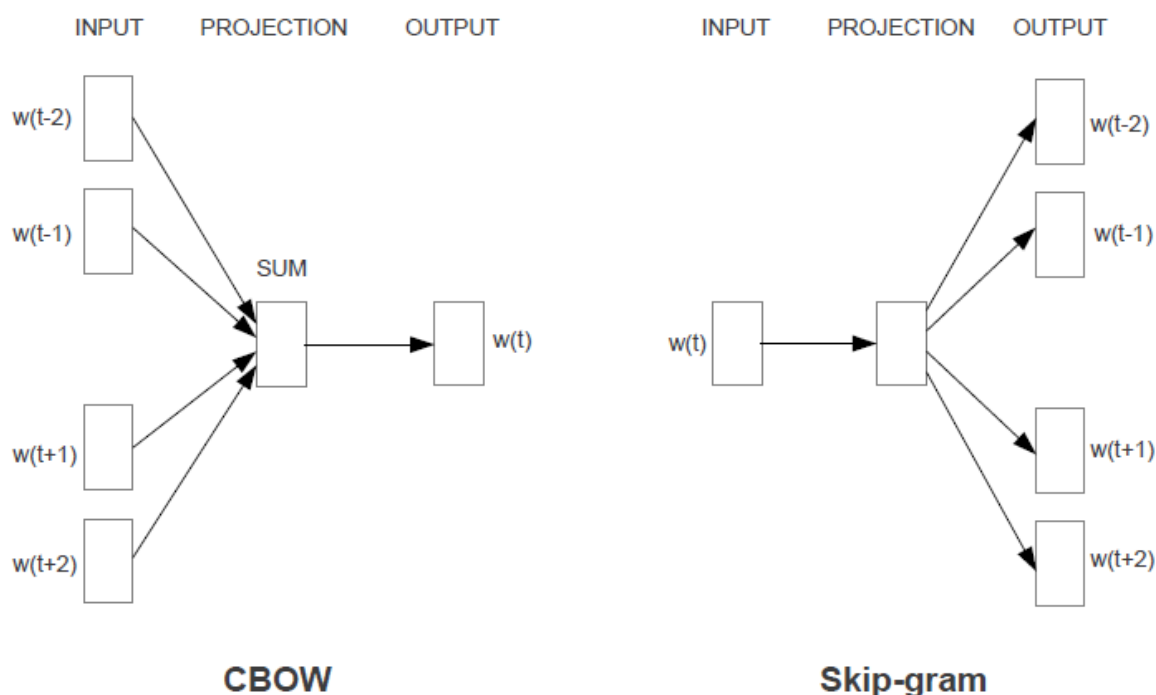 INPUT PROJECTION OUTPUT
w(t-2)
w(t-1)
SUM
w(t)
w(t+1)
w(t+2)
CBOW
INPUT PROJECTION OUTPUT
w(t-2)
w(t-1)
w(t)
w(t+1)
w(t+2)
Skip-gram